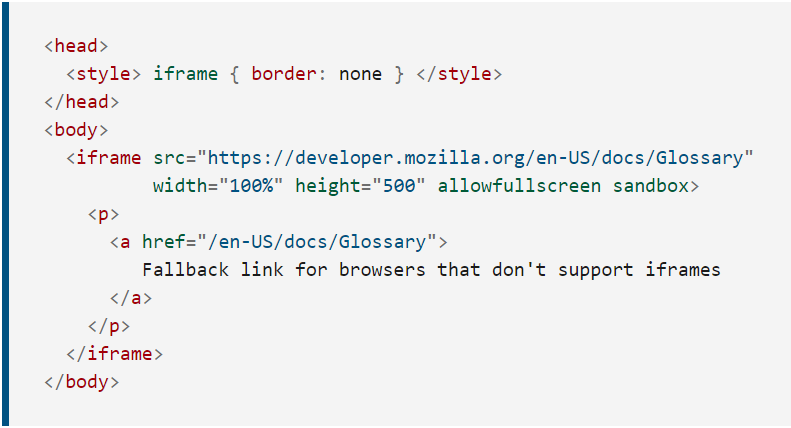 <head>
  <style> iframe { border: none } </style>
</head>
<body>
  <iframe src="https://developer.mozilla.org/en-US/docs/Glossary"
          width="100%" height="500" allowfullscreen sandbox>
    <p>
      <a href="/en-US/docs/Glossary">
         Fallback link for browsers that don't support iframes
      </a>
    </p>
  </iframe>
</body>